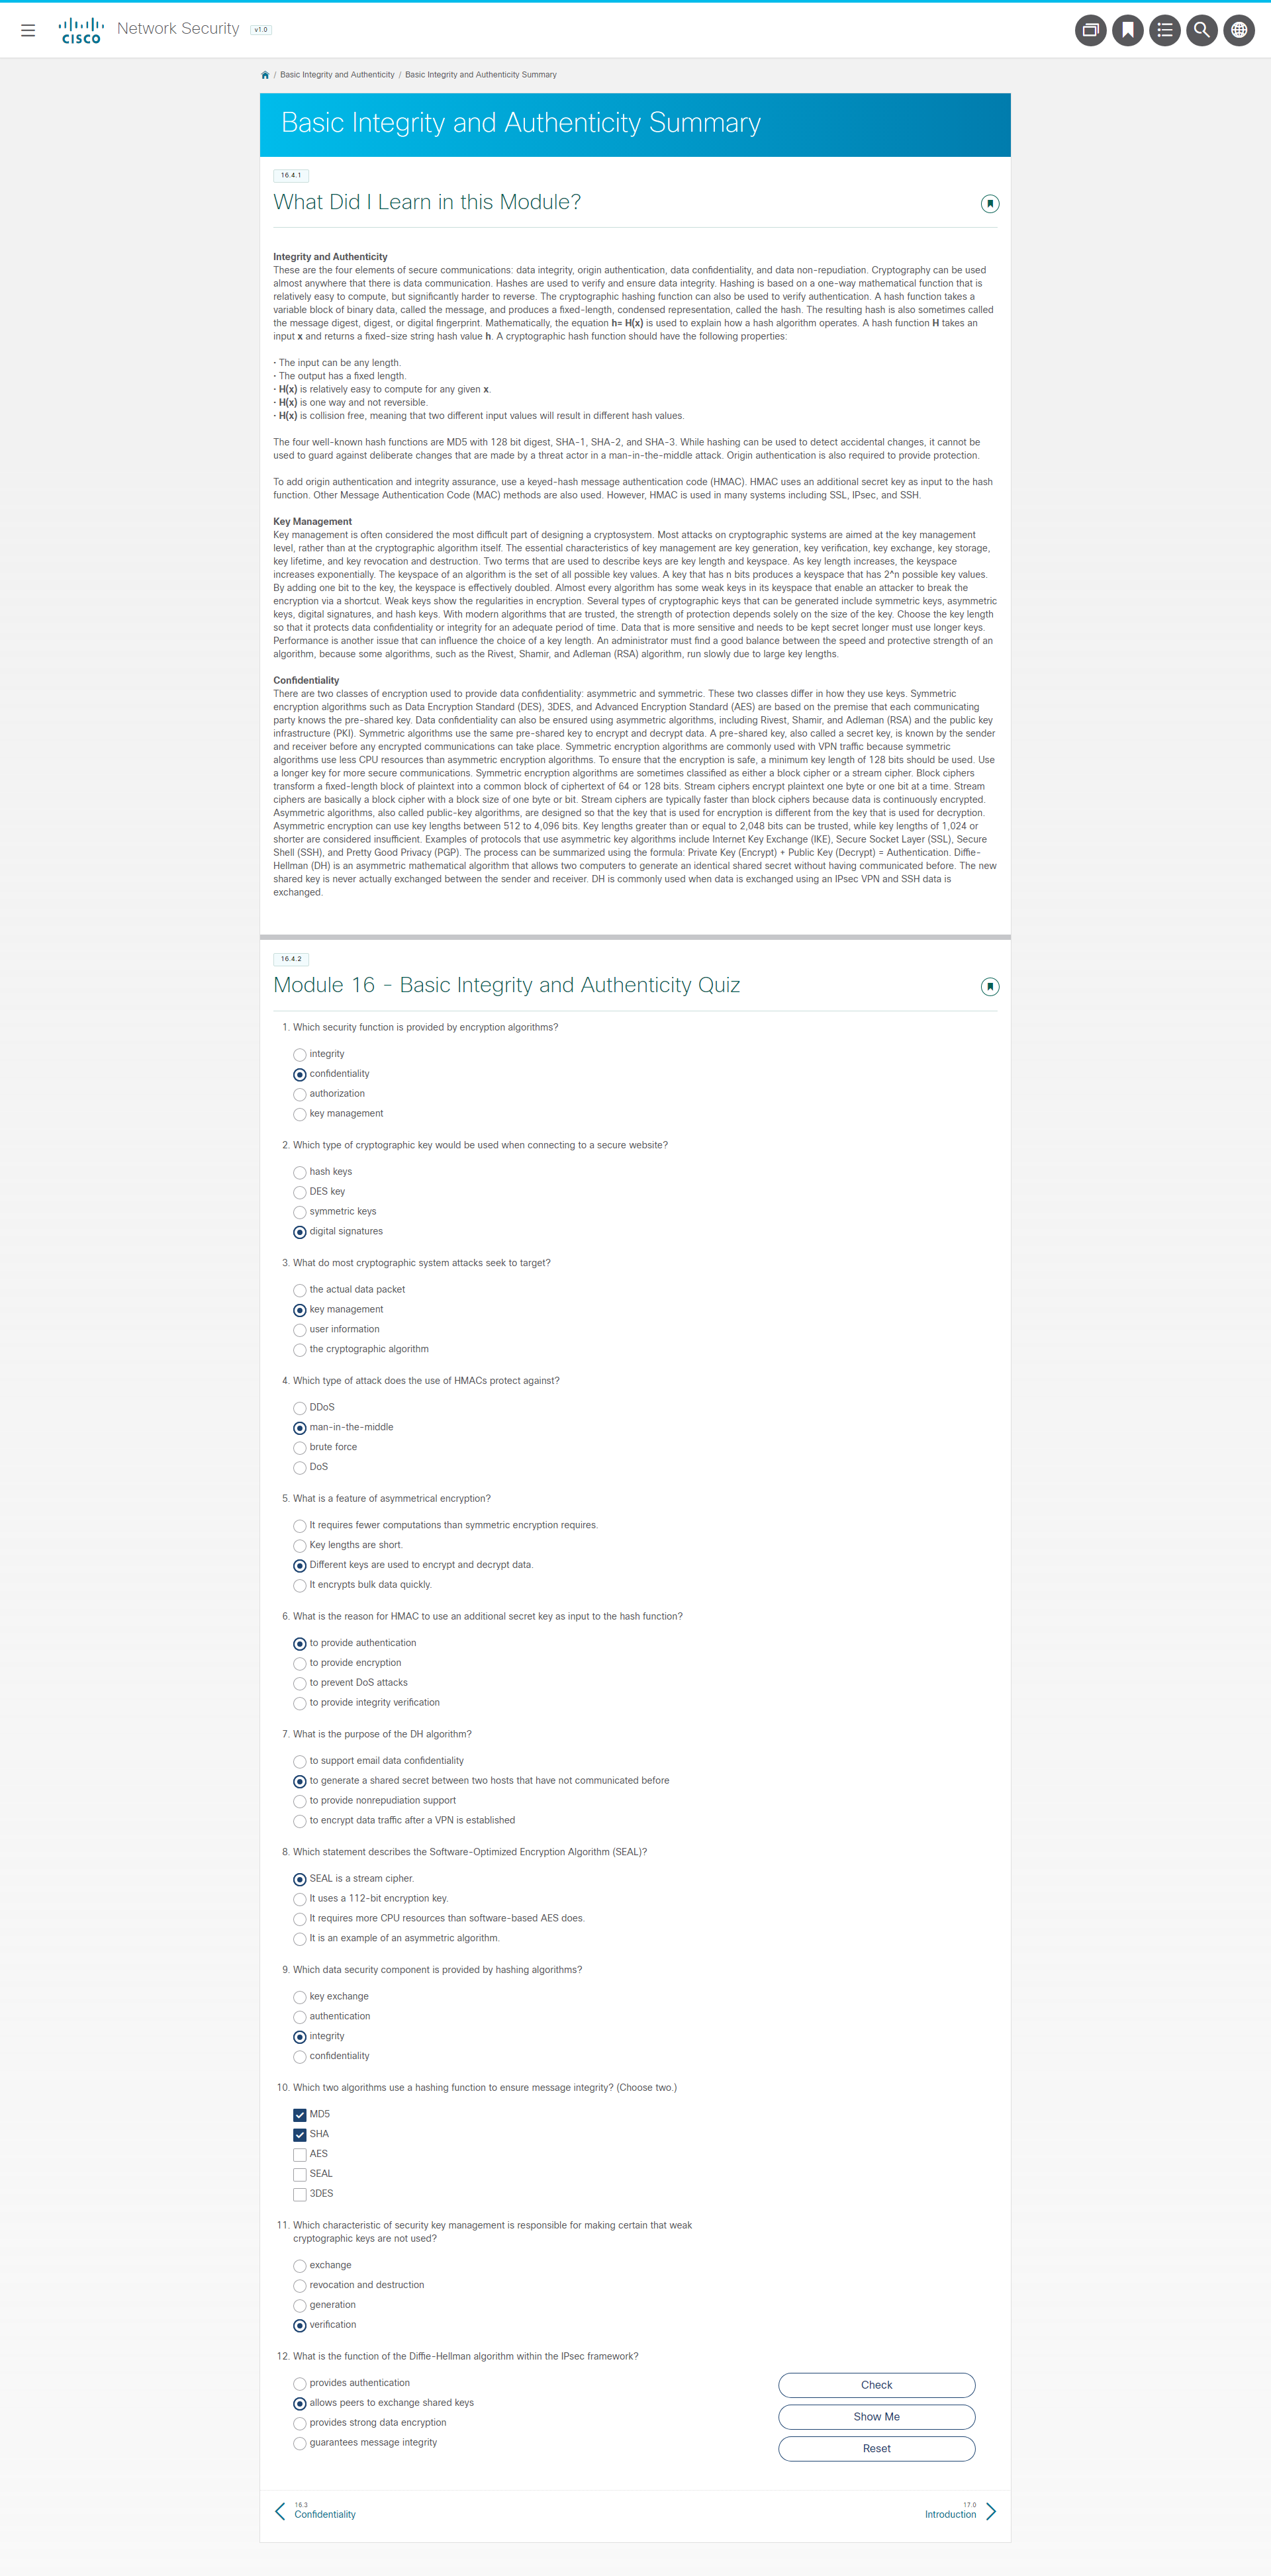 CISCO
Network Security v1.0
/ Basic Integrity and Authenticity / Basic Integrity and Authenticity Summary
Basic Integrity and Authenticity Summary
16.4.1
What Did I Learn in this Module?
Integrity and Authenticity
These are the four elements of secure communications: data integrity, origin authentication, data confidentiality, and data non-repudiation. Cryptography can be used
almost anywhere that there is data communication. Hashes are used to verify and ensure data integrity. Hashing is based on a one-way mathematical function that is
relatively easy to compute, but significantly harder to reverse. The cryptographic hashing function can also be used to verify authentication. A hash function takes a
variable block of binary data, called the message, and produces a fixed-length, condensed representation, called the hash. The resulting hash is also sometimes called
the message digest, digest, or digital fingerprint. Mathematically, the equation h= H(x) is used to explain how a hash algorithm operates. A hash function H takes an
input x and returns a fixed-size string hash value h. A cryptographic hash function should have the following properties:
· The input can be any length.
· The output has a fixed length.
· H(x) is relatively easy to compute for any given x.
· H(x) is one way and not reversible.
· H(x) is collision free, meaning that two different input values will result in different hash values.
The four well-known hash functions are MD5 with 128 bit digest, SHA-1, SHA-2, and SHA-3. While hashing can be used to detect accidental changes, it cannot be
used to guard against deliberate changes that are made by a threat actor in a man-in-the-middle attack. Origin authentication is also required to provide protection.
To add origin authentication and integrity assurance, use a keyed-hash message authentication code (HMAC). HMAC uses an additional secret key as input to the hash
function. Other Message Authentication Code (MAC) methods are also used. However, HMAC is used in many systems including SSL, IPsec, and SSH.
Key Management
Key management is often considered the most difficult part of designing a cryptosystem. Most attacks on cryptographic systems are aimed at the key management
level, rather than at the cryptographic algorithm itself. The essential characteristics of key management are key generation, key verification, key exchange, key storage,
key lifetime, and key revocation and destruction. Two terms that are used to describe keys are key length and keyspace. As key length increases, the keyspace
increases exponentially. The keyspace of an algorithm is the set of all possible key values. A key that has n bits produces a keyspace that has 2^n possible key values.
By adding one bit to the key, the keyspace is effectively doubled. Almost every algorithm has some weak keys in its keyspace that enable an attacker to break the
encryption via a shortcut. Weak keys show the regularities in encryption. Several types of cryptographic keys that can be generated include symmetric keys, asymmetric
keys, digital signatures, and hash keys. With modern algorithms that are trusted, the strength of protection depends solely on the size of the key. Choose the key length
so that it protects data confidentiality or integrity for an adequate period of time. Data that is more sensitive and needs to be kept secret longer must use longer keys.
Performance is another issue that can influence the choice of a key length. An administrator must find a good balance between the speed and protective strength of an
algorithm, because some algorithms, such as the Rivest, Shamir, and Adleman (RSA) algorithm, run slowly due to large key lengths.
Confidentiality
There are two classes of encryption used to provide data confidentiality: asymmetric and symmetric. These two classes differ in how they use keys. Symmetric
encryption algorithms such as Data Encryption Standard (DES), 3DES, and Advanced Encryption Standard (AES) are based on the premise that each communicating
party knows the pre-shared key. Data confidentiality can also be ensured using asymmetric algorithms, including Rivest, Shamir, and Adleman (RSA) and the public key
infrastructure (PKI). Symmetric algorithms use the same pre-shared key to encrypt and decrypt data. A pre-shared key, also called a secret key, is known by the sender
and receiver before any encrypted communications can take place. Symmetric encryption algorithms are commonly used with VPN traffic because symmetric
algorithms use less CPU resources than asymmetric encryption algorithms. To ensure that the encryption is safe, a minimum key length of 128 bits should be used. Use
a longer key for more secure communications. Symmetric encryption algorithms are sometimes classified as either a block cipher or a stream cipher. Block ciphers
transform a fixed-length block of plaintext into a common block of ciphertext of 64 or 128 bits. Stream ciphers encrypt plaintext one byte or one bit at a time. Stream
ciphers are basically a block cipher with a block size of one byte or bit. Stream ciphers are typically faster than block ciphers because data is continuously encrypted.
Asymmetric algorithms, also called public-key algorithms, are designed so that the key that is used for encryption is different from the key that is used for decryption.
Asymmetric encryption can use key lengths between 512 to 4,096 bits. Key lengths greater than or equal to 2,048 bits can be trusted, while key lengths of 1,024 or
shorter are considered insufficient. Examples of protocols that use asymmetric key algorithms include Internet Key Exchange (IKE), Secure Socket Layer (SSL), Secure
Shell (SSH), and Pretty Good Privacy (PGP). The process can be summarized using the formula: Private Key (Encrypt) + Public Key (Decrypt) = Authentication. Diffie-
Hellman (DH) is an asymmetric mathematical algorithm that allows two computers to generate an identical shared secret without having communicated before. The new
shared key is never actually exchanged between the sender and receiver. DH is commonly used when data is exchanged using an IPsec VPN and SSH data is
exchanged.
16.4.2
Module 16 - Basic Integrity and Authenticity Quiz
1. Which security function is provided by encryption algorithms?
integrity
confidentiality
authorization
key management
2. Which type of cryptographic key would be used when connecting to a secure website?
hash keys
DES key
symmetric keys
digital signatures
3. What do most cryptographic system attacks seek to target?
the actual data packet
key management
user information
the cryptographic algorithm
4. Which type of attack does the use of HMACs protect against?
DDoS
man-in-the-middle
brute force
DoS
5. What is a feature of asymmetrical encryption?
It requires fewer computations than symmetric encryption requires.
Key lengths are short.
Different keys are used to encrypt and decrypt data.
It encrypts bulk data quickly.
6. What is the reason for HMAC to use an additional secret key as input to the hash function?
to provide authentication
to provide encryption
to prevent DoS attacks
to provide integrity verification
7. What is the purpose of the DH algorithm?
to support email data confidentiality
to generate a shared secret between two hosts that have not communicated before
to provide nonrepudiation support
to encrypt data traffic after a VPN is established
8. Which statement describes the Software-Optimized Encryption Algorithm (SEAL)?
SEAL is a stream cipher.
It uses a 112-bit encryption key.
It requires more CPU resources than software-based AES does.
It is an example of an asymmetric algorithm.
9. Which data security component is provided by hashing algorithms?
key exchange
authentication
integrity
confidentiality
10. Which two algorithms use a hashing function to ensure message integrity? (Choose two.)
MD5
SHA
AES
SEAL
3DES
11. Which characteristic of security key management is responsible for making certain that weak
cryptographic keys are not used?
exchange
revocation and destruction
generation
verification
12. What is the function of the Diffie-Hellman algorithm within the IPsec framework?
provides authentication
allows peers to exchange shared keys
provides strong data encryption
guarantees message integrity
Check
Show Me
Reset
16.3
Confidentiality
17.0
Introduction